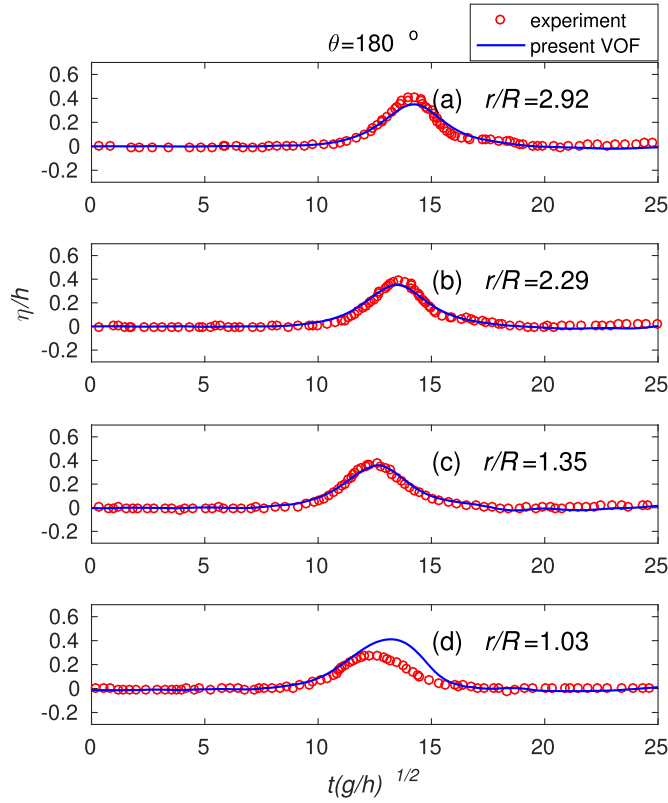 experiment
present VOF
θ=180 o
0.6
0.4
0.2
0
-0.2
(a) r/R=2.92
0 5 10 15 20 25
0.6
0.4
0.2
0
-0.2
(b) r/R=2.29
0 5 10 15 20 25
η/h
0.6
0.4
0.2
0
-0.2
(c) r/R=1.35
0 5 10 15 20 25
0.6
0.4
0.2
0
-0.2
(d) r/R=1.03
0 5 10 15 20 25
t(g/h) 1/2